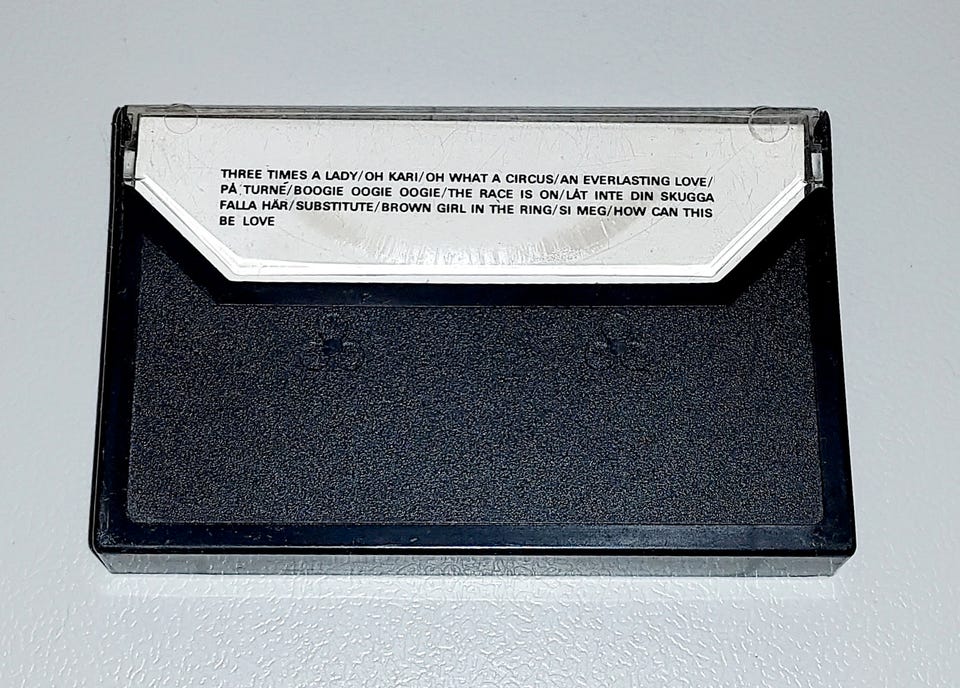 THREE TIMES A LADY/OH KARI/OH WHAT A CIRCUS/AN EVERLASTING LOVE/
PÅ TURNE/BOOGIE OOGIE OOGIE/THE RACE IS ON/LÅT INTE DIN SKUGGA
FALLA HÄR/SUBSTITUTE/BROWN GIRL IN THE RING/SI MEG/HOW CAN THIS
BE LOVE